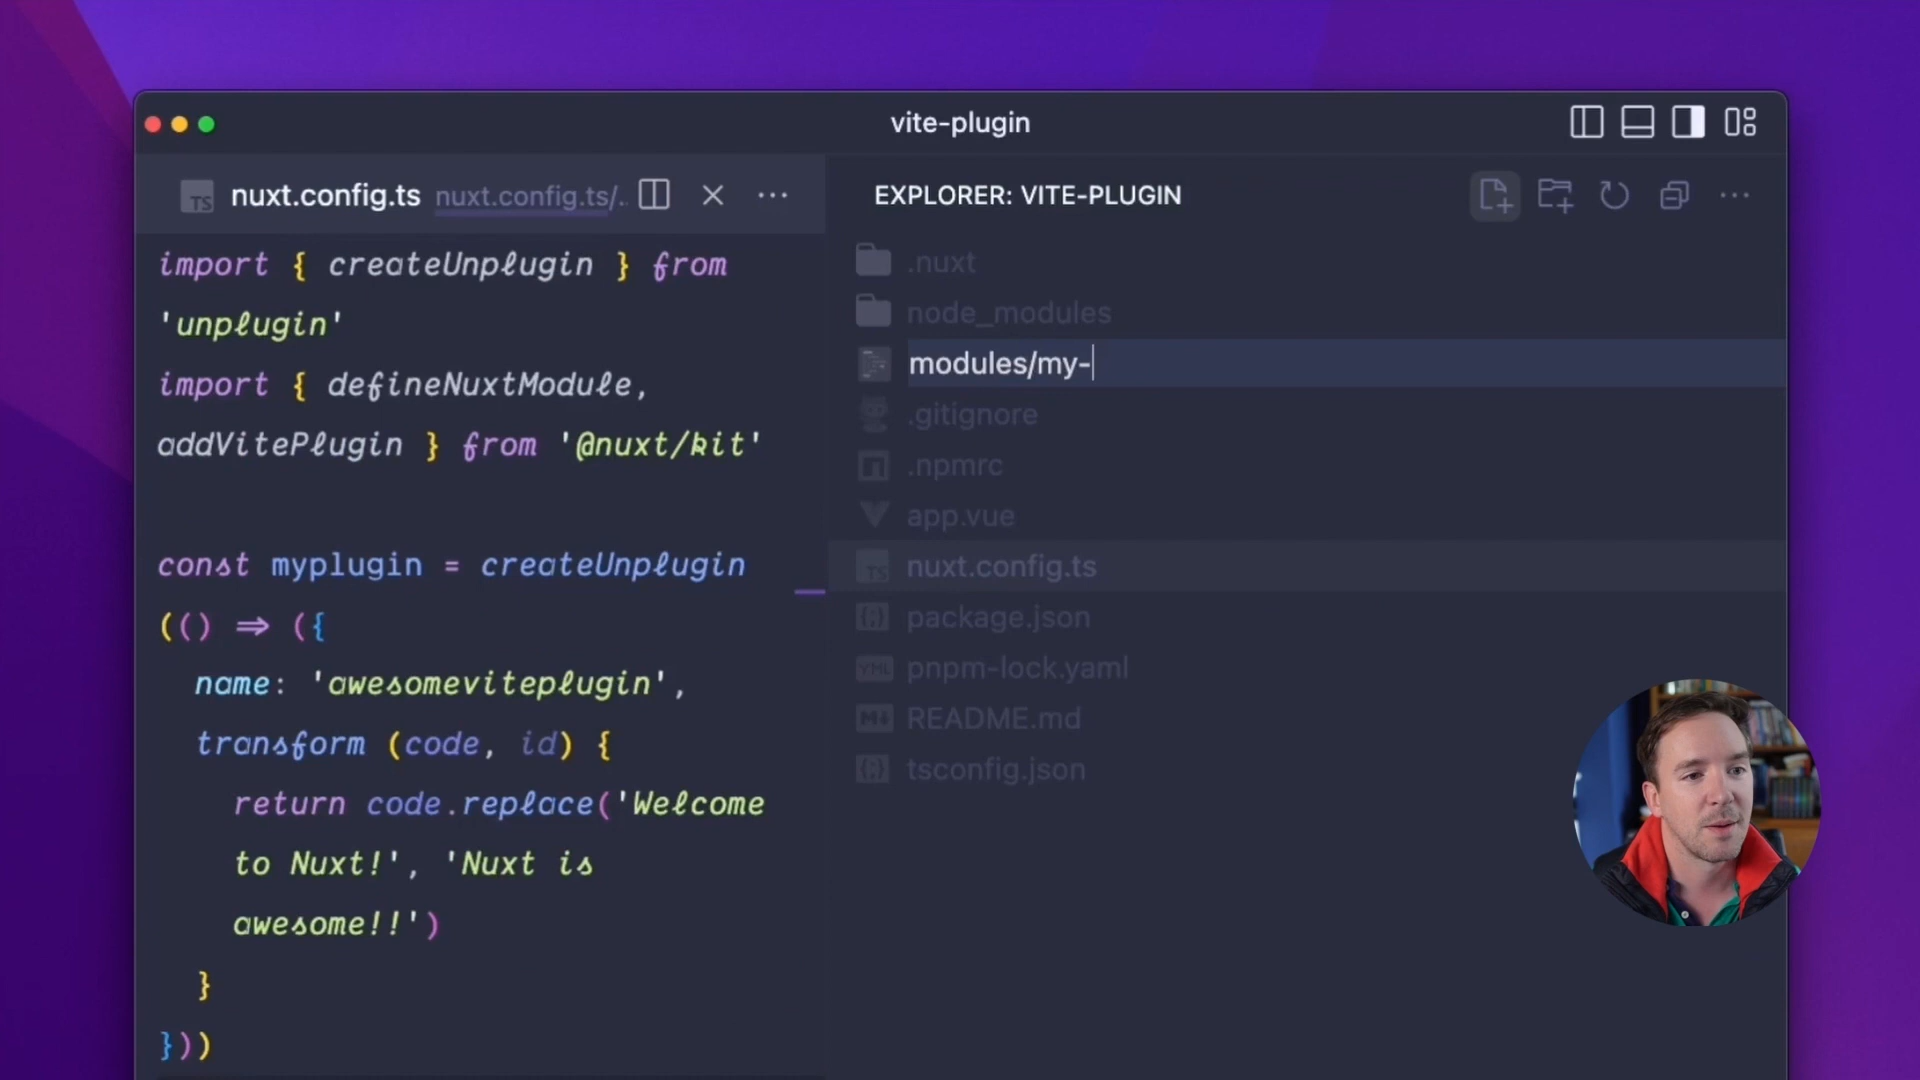 vite-plugin
nuxt.config.ts nuxt.config.ts/..
import { createUnplugin } from
'unplugin'
import { defineNuxtModule,
addVitePlugin } from '@nuxt/kit'
const myplugin = createUnplugin
(() => ({
name: 'awesomeviteplugin',
transform (code, id) {
return code.replace('Welcome
to Nuxt!', 'Nuxt is
awesome!!')
}
}))
EXPLORER: VITE-PLUGIN
.nuxt
node_modules
modules/my-
.gitignore
.npmrc
app.vue
nuxt.config.ts
package.json
pnpm-lock.yaml
README.md
tsconfig.json